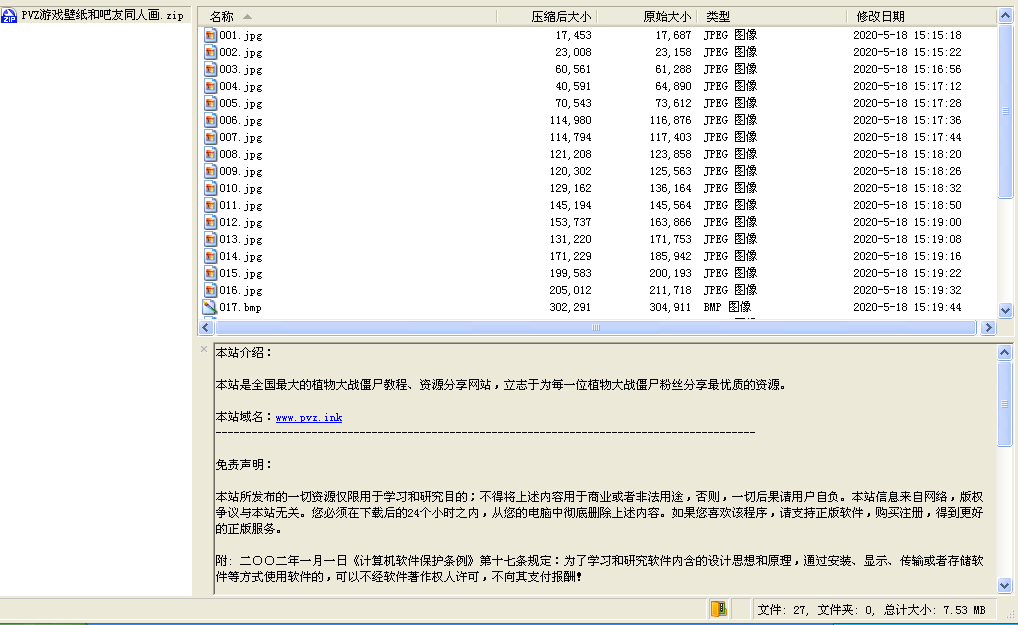 PVZ游戏壁纸和吧友同人画.zip
名称 压缩后大小 原始大小 类型 修改日期
001.jpg 17,453 17,687 JPEG 图像 2020-5-18 15:15:18
002.jpg 23,008 23,158 JPEG 图像 2020-5-18 15:15:22
003.jpg 60,561 61,288 JPEG 图像 2020-5-18 15:16:56
004.jpg 40,591 64,890 JPEG 图像 2020-5-18 15:17:12
005.jpg 70,543 73,612 JPEG 图像 2020-5-18 15:17:28
006.jpg 114,980 116,876 JPEG 图像 2020-5-18 15:17:36
007.jpg 114,794 117,403 JPEG 图像 2020-5-18 15:17:44
008.jpg 121,208 123,858 JPEG 图像 2020-5-18 15:18:20
009.jpg 120,302 125,563 JPEG 图像 2020-5-18 15:18:26
010.jpg 129,162 136,164 JPEG 图像 2020-5-18 15:18:32
011.jpg 145,194 145,564 JPEG 图像 2020-5-18 15:18:50
012.jpg 153,737 163,866 JPEG 图像 2020-5-18 15:19:00
013.jpg 131,220 171,753 JPEG 图像 2020-5-18 15:19:08
014.jpg 171,229 185,942 JPEG 图像 2020-5-18 15:19:16
015.jpg 199,583 200,193 JPEG 图像 2020-5-18 15:19:22
016.jpg 205,012 211,718 JPEG 图像 2020-5-18 15:19:32
017.bmp 302,291 304,911 BMP 图像 2020-5-18 15:19:44
本站介绍：
本站是全国最大的植物大战僵尸教程、资源分享网站，立志于为每一位植物大战僵尸粉丝分享最优质的资源。
本站域名：www.pvz.ink
------------------------------------------------------------------------------------------
免责声明：
本站所发布的一切资源仅限用于学习和研究目的；不得将上述内容用于商业或者非法用途，否则，一切后果请用户自负。本站信息来自网络，版权
争议与本站无关。您必须在下载后的24个小时之内，从您的电脑中彻底删除上述内容。如果您喜欢该程序，请支持正版软件，购买注册，得到更好
的正版服务。
附: 二〇〇二年一月一日《计算机软件保护条例》第十七条规定：为了学习和研究软件内含的设计思想和原理，通过安装、显示、传输或者存储软
件等方式使用软件的，可以不经软件著作权人许可，不向其支付报酬！
文件: 27, 文件夹: 0, 总计大小: 7.53 MB